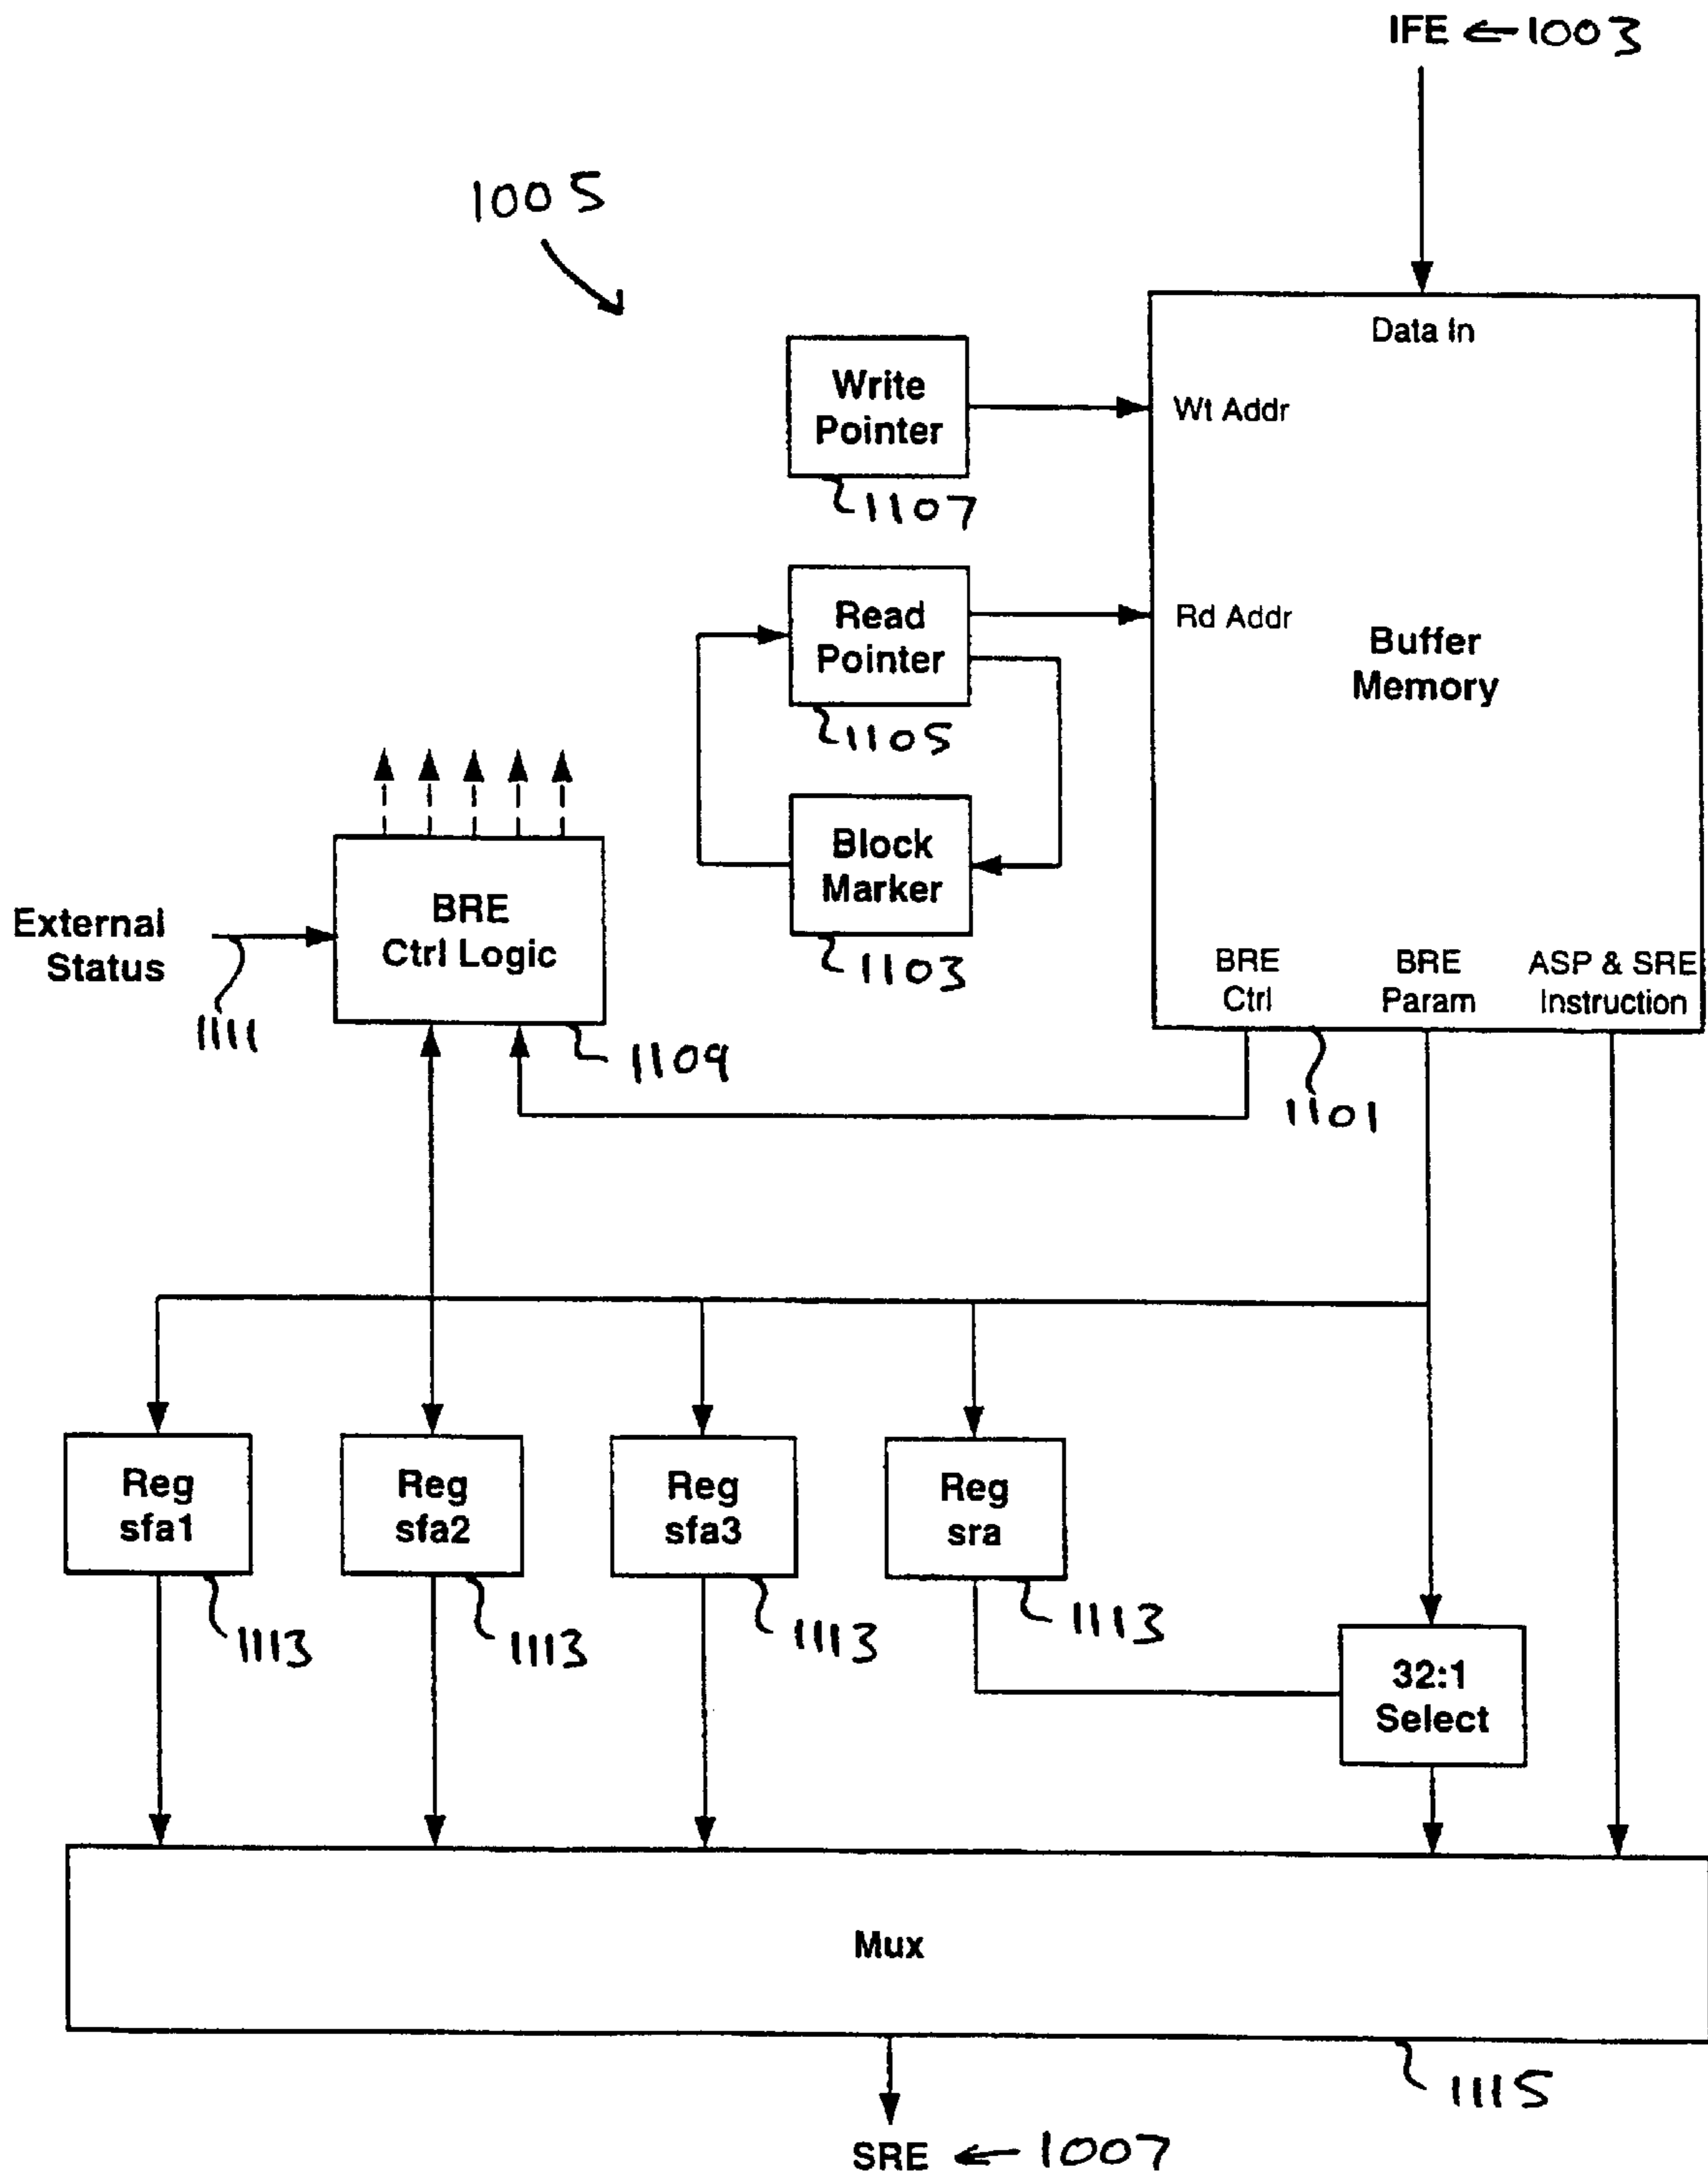 IFE ← 1003
1005
Data In
Write
Pointer
Wt Addr
1107
Read
Pointer
Rd Addr
Buffer
Memory
1105
Block
Marker
1103
BRE
Ctrl Logic
External
Status
1111
1109
BRE
Ctrl
BRE
Param
ASP & SRE
Instruction
1101
Reg
sfa1
Reg
sfa2
Reg
sfa3
Reg
sra
1113
1113
1113
1113
32:1
Select
Mux
1115
SRE ← 1007